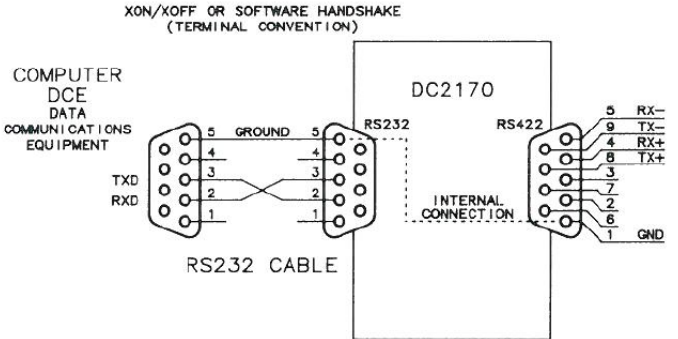 XON/XOFF OR SOFTWARE HANDSHAKE
(TERMINAL CONVENTION)
COMPUTER
DCE
DATA
COMMUNICATIONS
EQUIPMENT
TXD
RXD
5 GROUND 5
4 4
3 3
2 2
1 1
RS232 CABLE
DC2170
RS232
RS422
INTERNAL
CONNECTION
5 RX-
9 TX-
4 RX+
8 TX+
3
7
2
6
1 GND